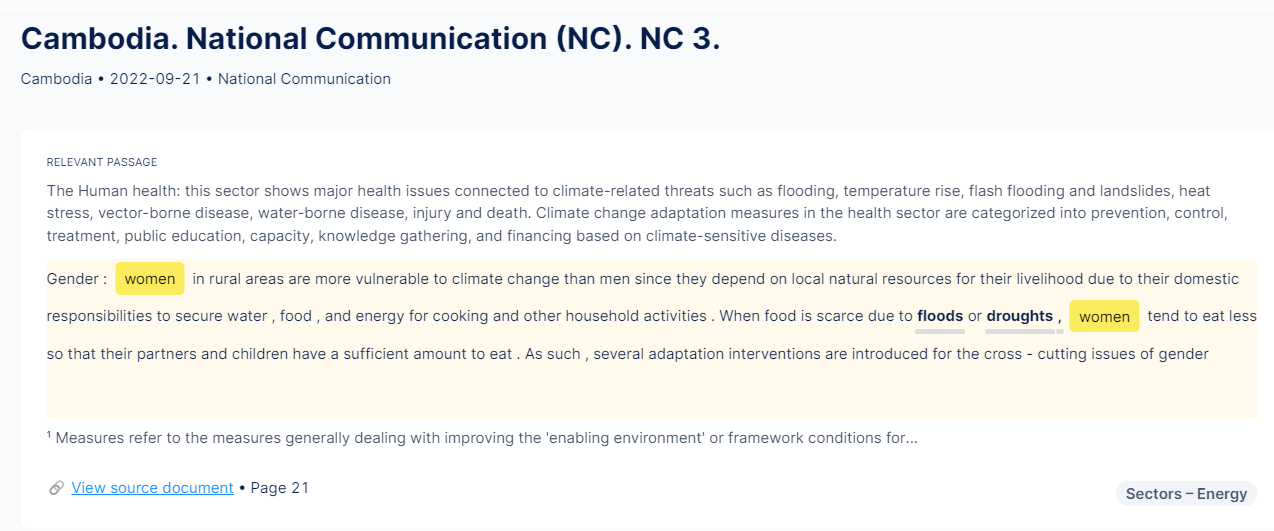 Cambodia. National Communication (NC). NC 3.
Cambodia • 2022-09-21 • National Communication
RELEVANT PASSAGE
The Human health: this sector shows major health issues connected to climate-related threats such as flooding, temperature rise, flash flooding and landslides, heat
stress, vector-borne disease, water-borne disease, injury and death. Climate change adaptation measures in the health sector are categorized into prevention, control,
treatment, public education, capacity, knowledge gathering, and financing based on climate-sensitive diseases.
Gender : women in rural areas are more vulnerable to climate change than men since they depend on local natural resources for their livelihood due to their domestic
responsibilities to secure water , food , and energy for cooking and other household activities . When food is scarce due to floods or droughts , women tend to eat less
so that their partners and children have a sufficient amount to eat . As such , several adaptation interventions are introduced for the cross - cutting issues of gender
¹ Measures refer to the measures generally dealing with improving the 'enabling environment' or framework conditions for...
View source document • Page 21
Sectors – Energy